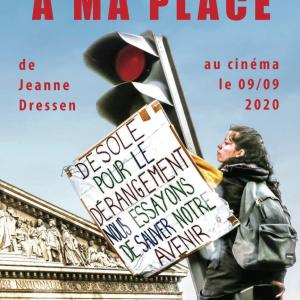 A MA PLACE
de
Jeanne
Dressen
au cinéma
le 09/09
2020
DÉSOLÉ
POUR LE
DÉRANGEMENT
NOUS ESSAYONS
DE SAUVER NOTRE
AVENIR